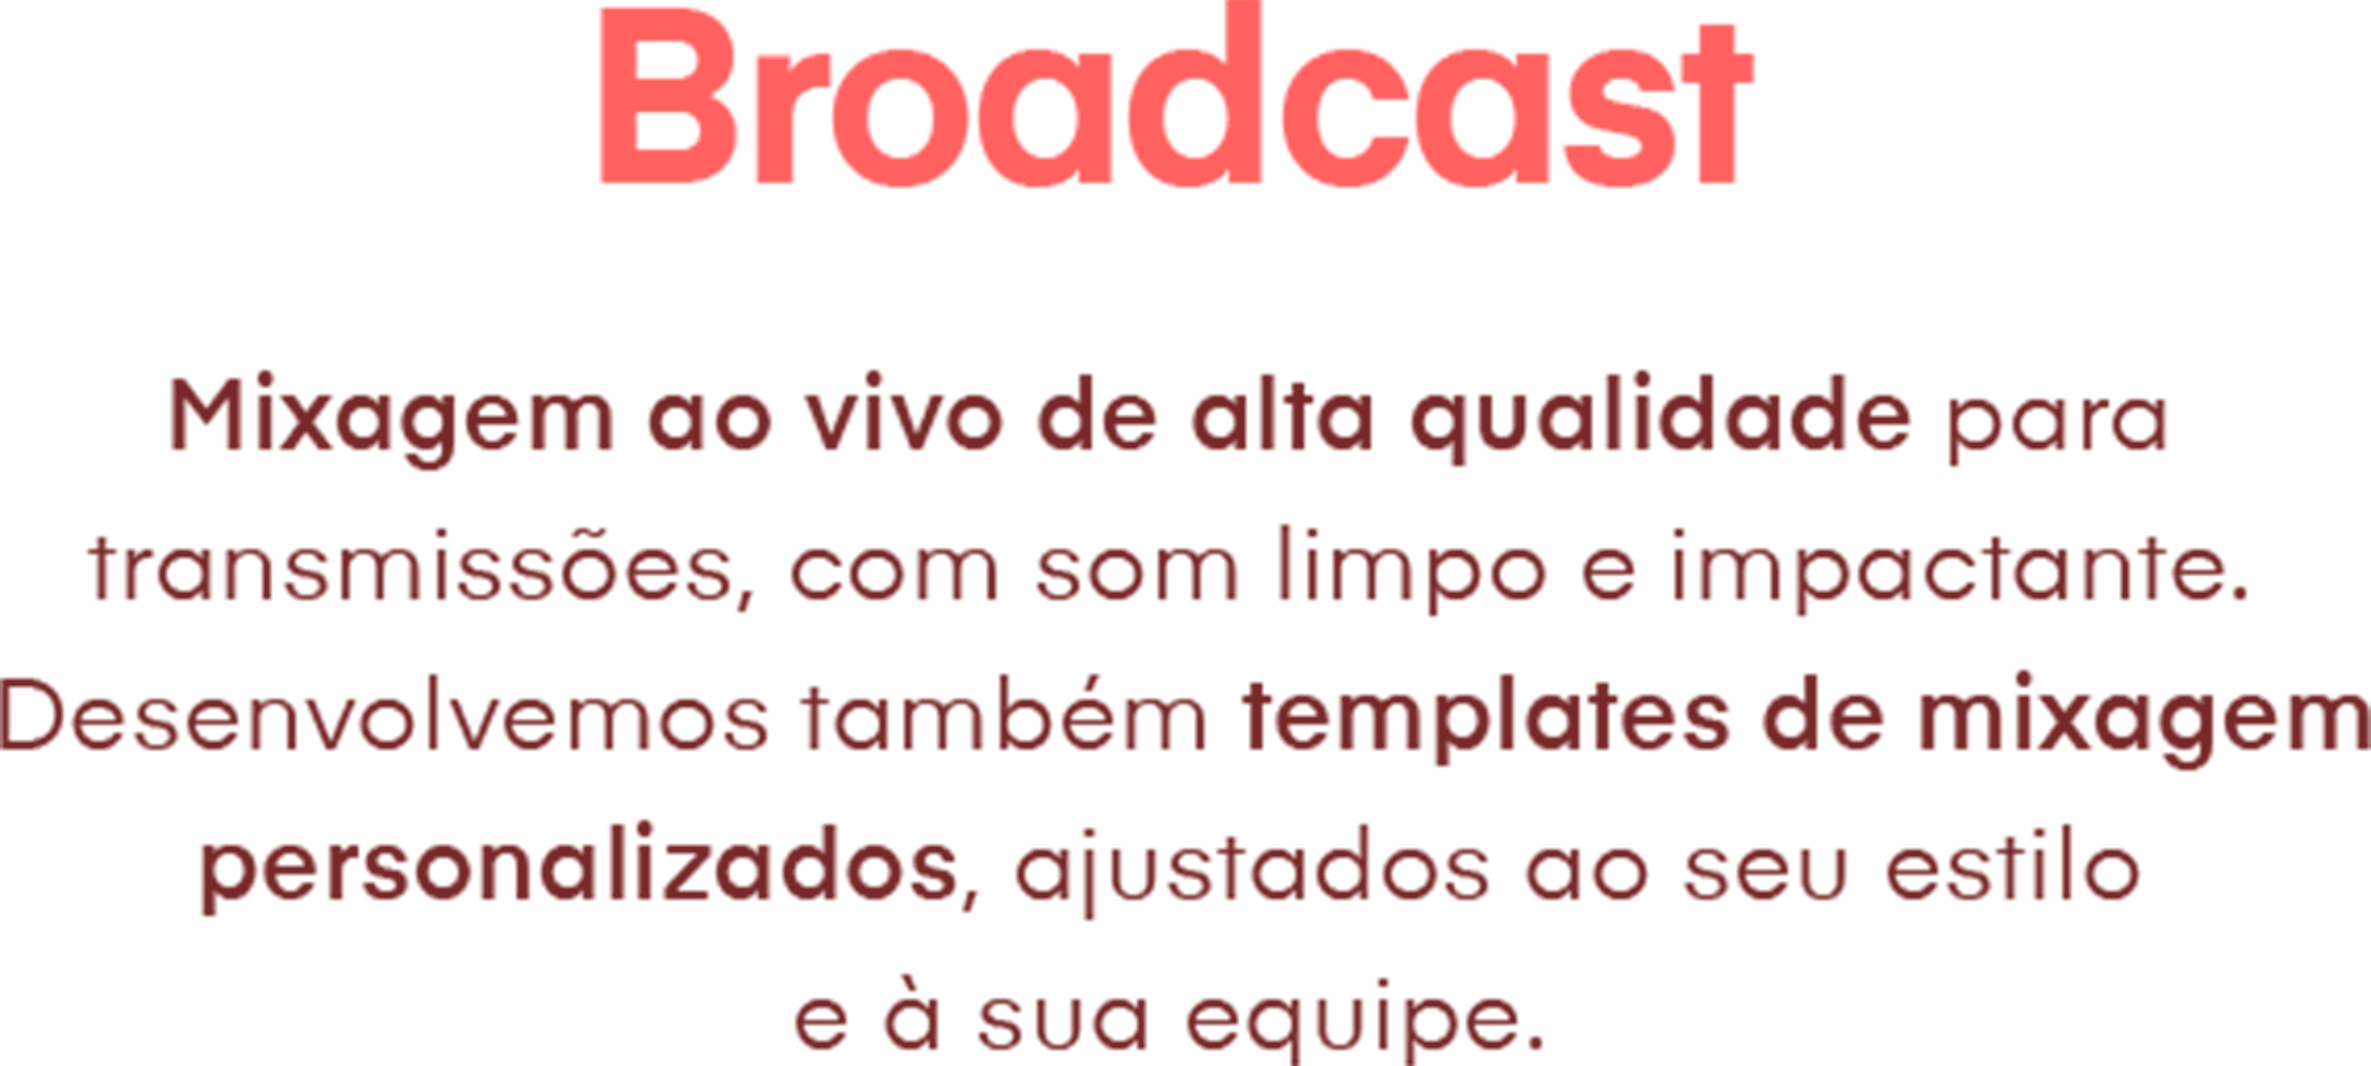 Broadcast
Mixagem ao vivo de alta qualidade para
transmissões, com som limpo e impactante.
Desenvolvemos também templates de mixagem
personalizados, ajustados ao seu estilo
e à sua equipe.